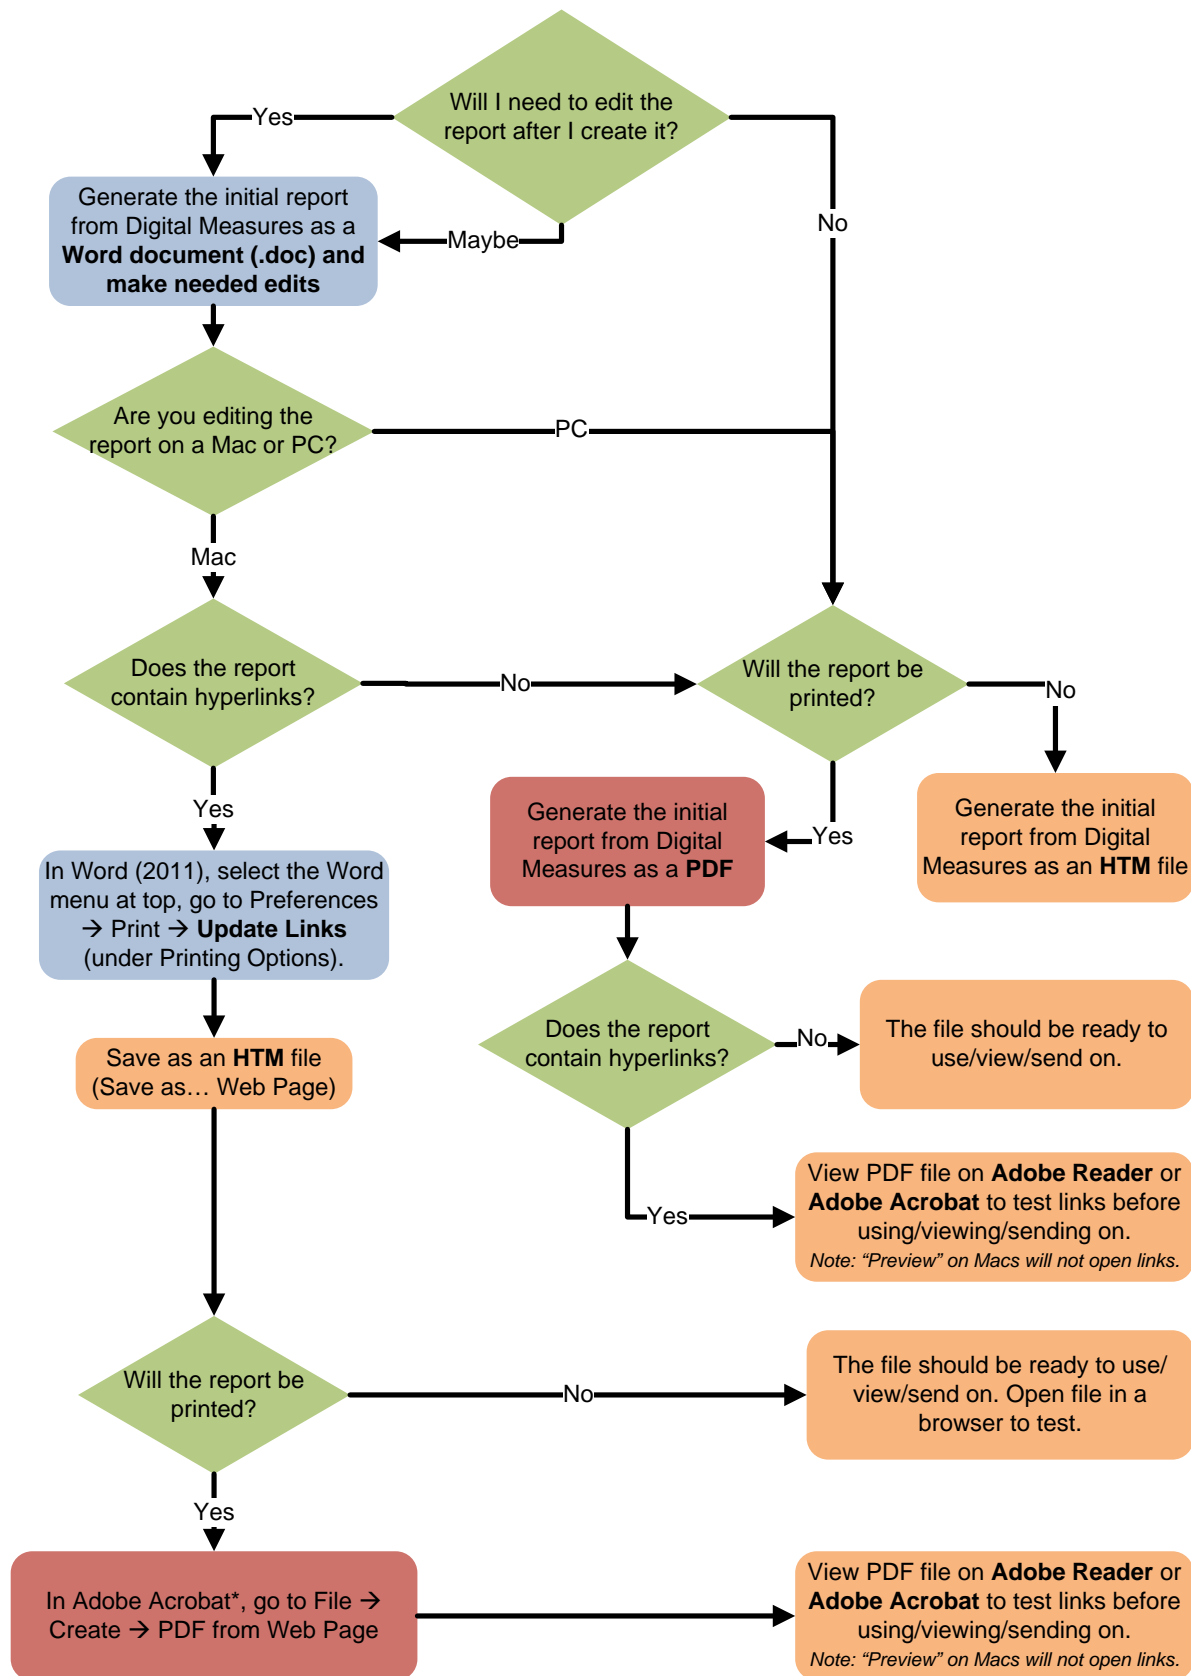 Will I need to edit the
report after I create it?
Yes
No
Maybe
Generate the initial report
from Digital Measures as a
Word document (.doc) and
make needed edits
Are you editing the
report on a Mac or PC?
PC
Mac
Does the report
contain hyperlinks?
No
Will the report be
printed?
No
Yes
Generate the initial
report from Digital
Measures as an HTM file
Generate the initial
report from Digital
Measures as a PDF
Yes
In Word (2011), select the Word
menu at top, go to Preferences
→ Print → Update Links
(under Printing Options).
Does the report
contain hyperlinks?
No
The file should be ready to
use/view/send on.
Save as an HTM file
(Save as… Web Page)
Yes
View PDF file on Adobe Reader or
Adobe Acrobat to test links before
using/viewing/sending on.
Note: “Preview” on Macs will not open links.
Will the report be
printed?
No
The file should be ready to use/
view/send on. Open file in a
browser to test.
Yes
In Adobe Acrobat*, go to File →
Create → PDF from Web Page
View PDF file on Adobe Reader or
Adobe Acrobat to test links before
using/viewing/sending on.
Note: “Preview” on Macs will not open links.